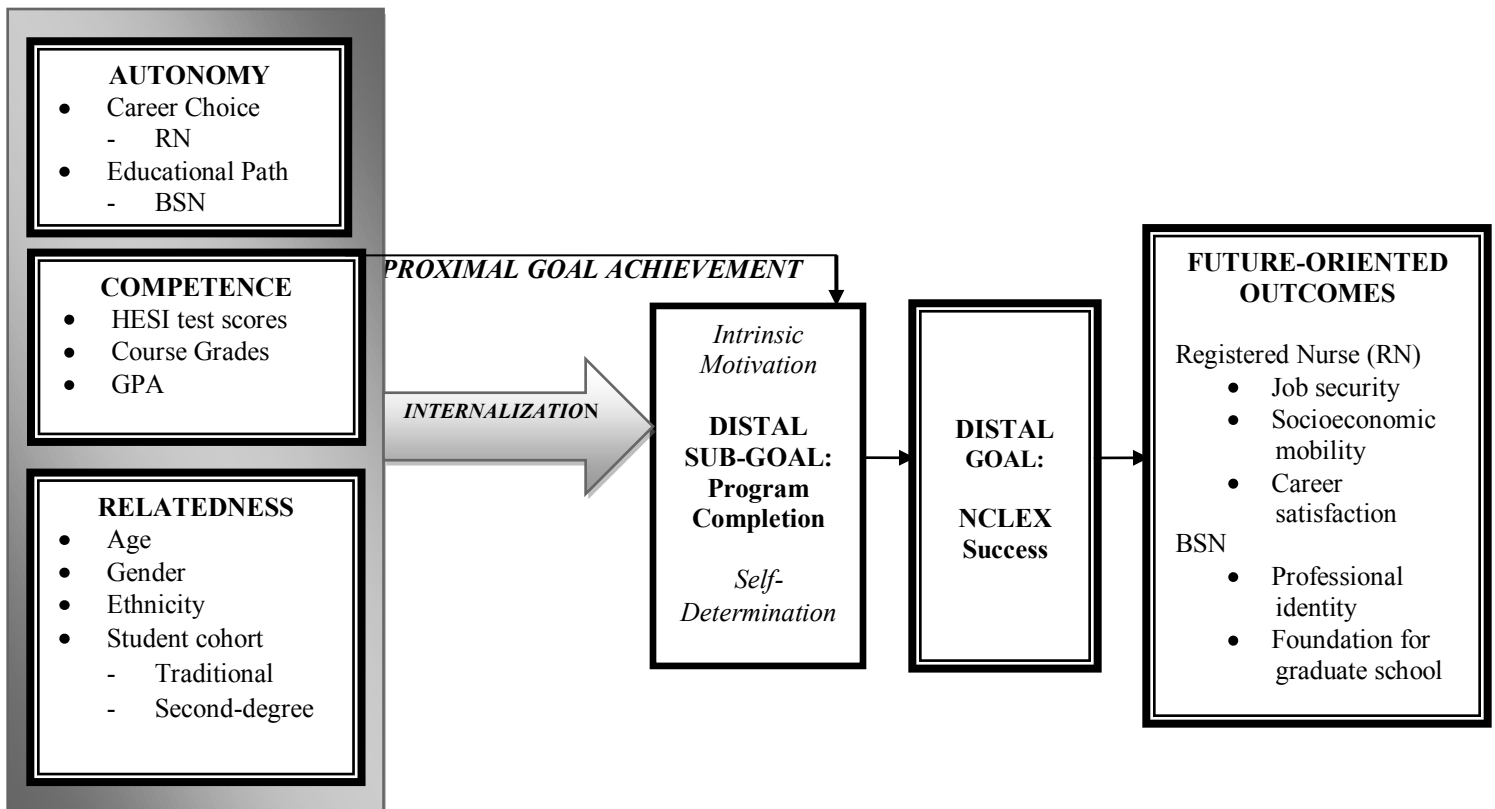 AUTONOMY
• Career Choice
- RN
• Educational Path
- BSN
COMPETENCE
• HESI test scores
• Course Grades
• GPA
RELATEDNESS
• Age
• Gender
• Ethnicity
• Student cohort
- Traditional
- Second-degree
PROXIMAL GOAL ACHIEVEMENT
INTERNALIZATION
Intrinsic
Motivation
DISTAL
SUB-GOAL:
Program
Completion
Self-
Determination
DISTAL
GOAL:
NCLEX
Success
FUTURE-ORIENTED
OUTCOMES
Registered Nurse (RN)
• Job security
• Socioeconomic
mobility
• Career
satisfaction
BSN
• Professional
identity
• Foundation for
graduate school